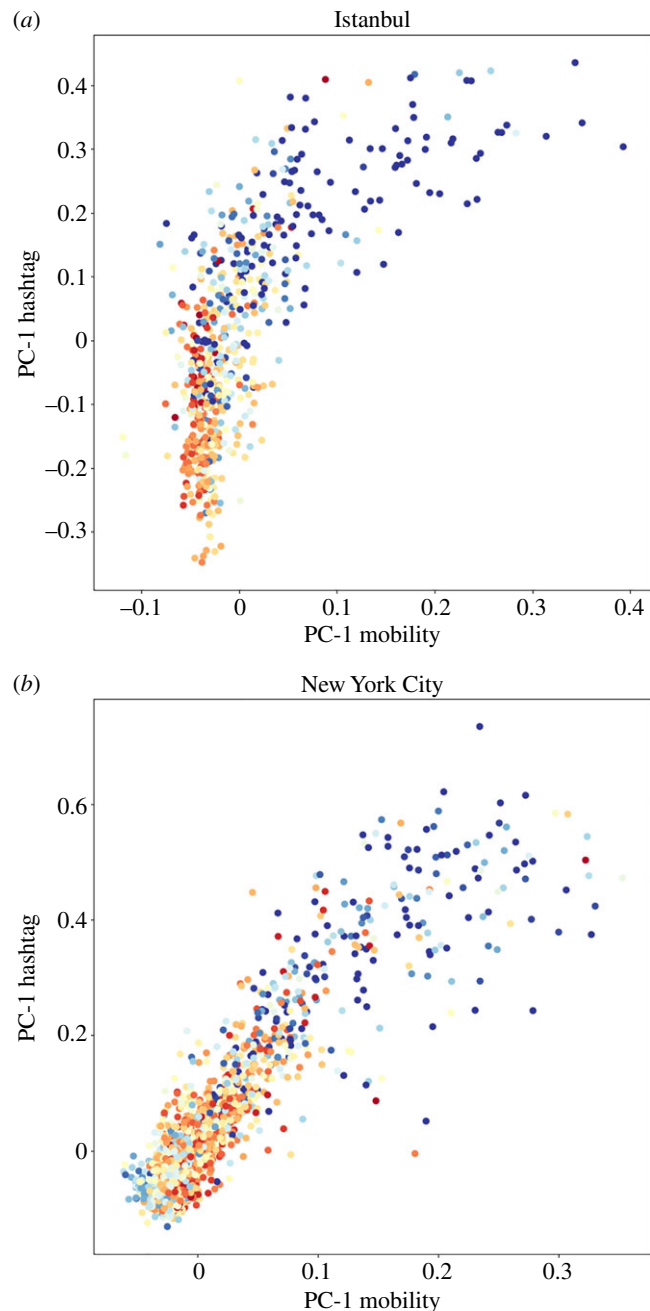 (a) Istanbul
0.4
0.3
0.2
0.1
0
–0.1
–0.2
–0.3
PC-1 hashtag
–0.1 0 0.1 0.2 0.3 0.4
PC-1 mobility
(b) New York City
0.6
0.4
0.2
0
PC-1 hashtag
0 0.1 0.2 0.3
PC-1 mobility